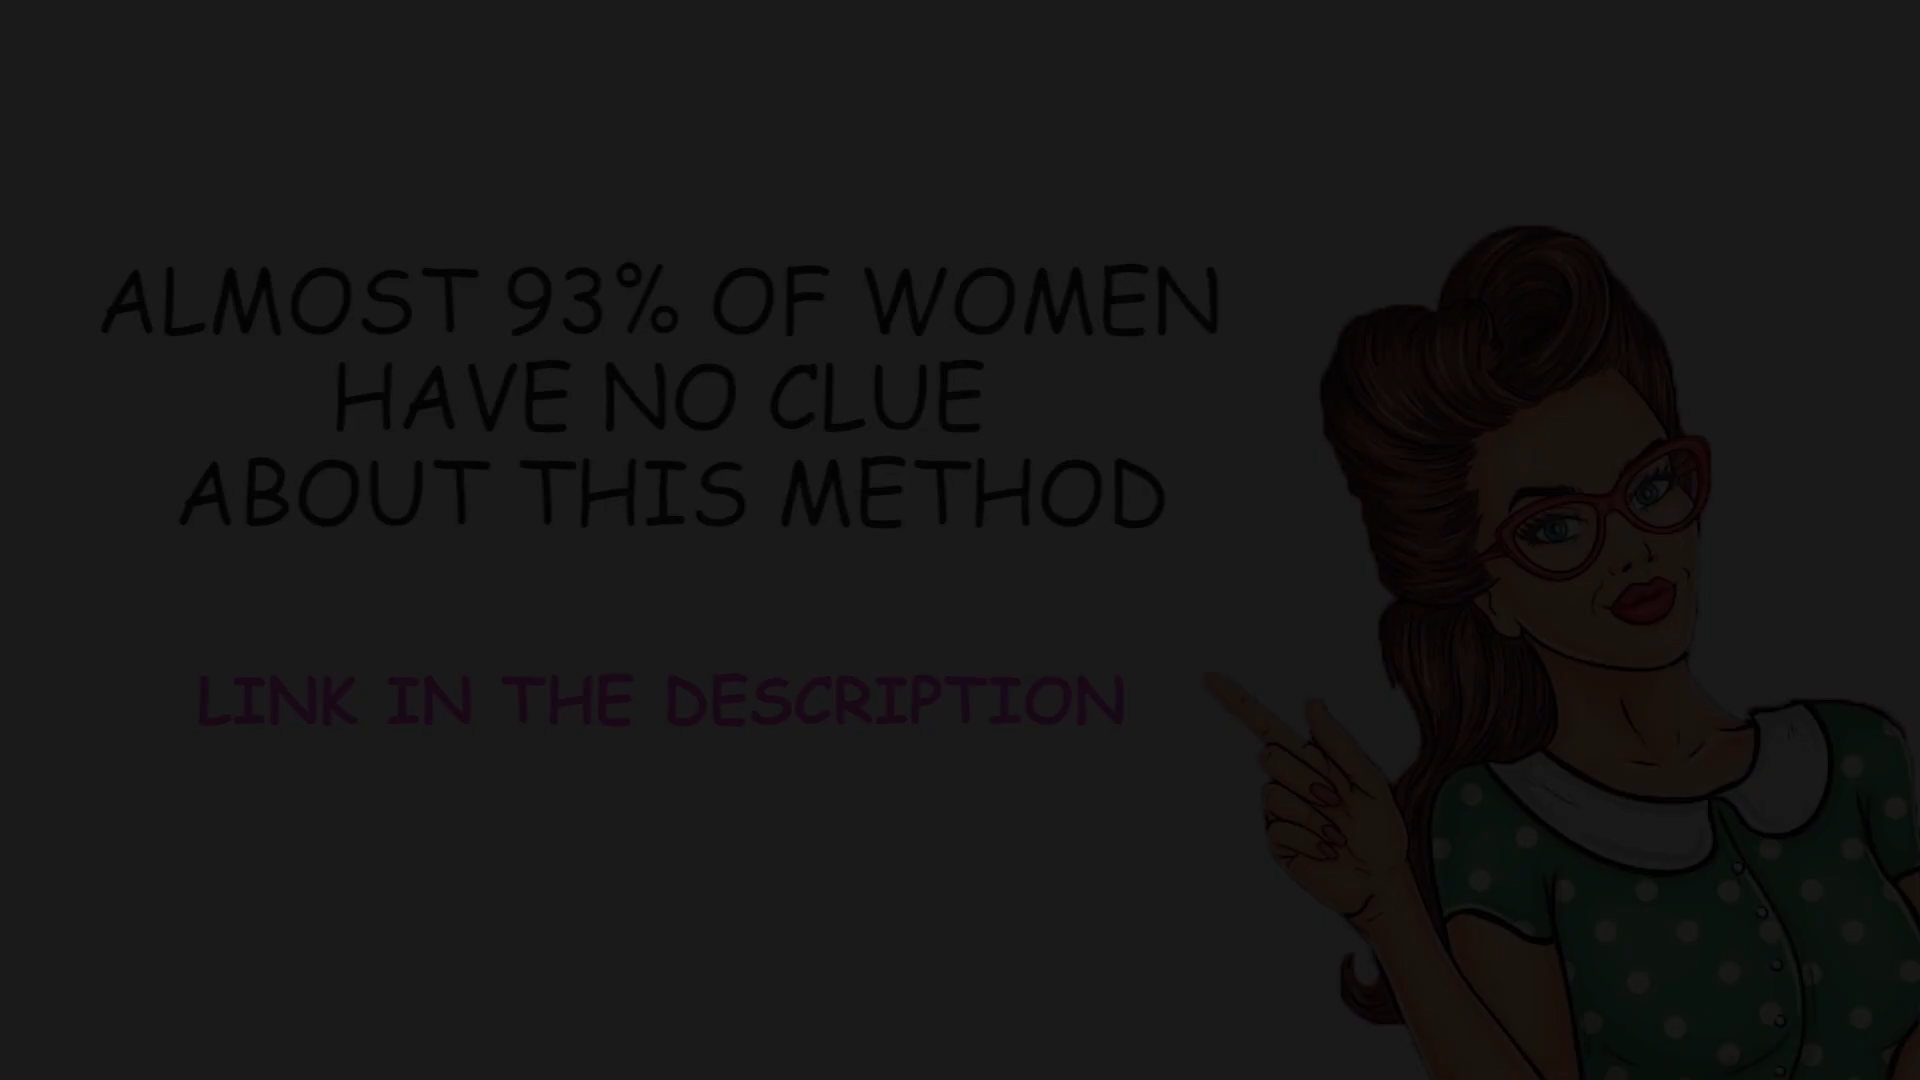 ALMOST 93% OF WOMEN
HAVE NO CLUE
ABOUT THIS METHOD
LINK IN THE DESCRIPTION